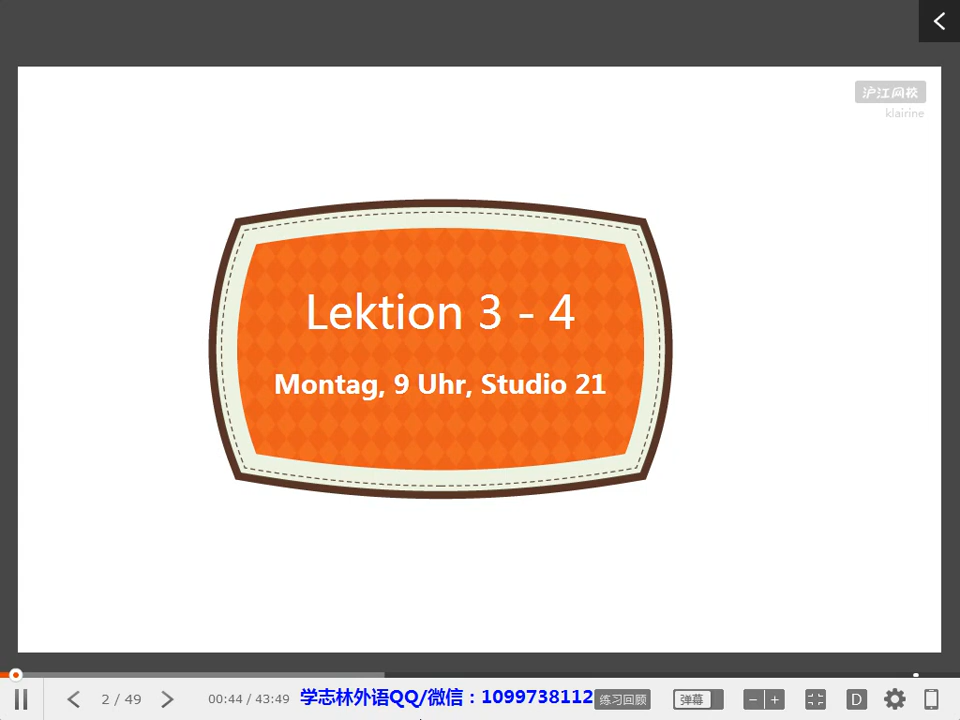 沪江网校
klairine
Lektion 3 - 4
Montag, 9 Uhr, Studio 21
2 / 49
00:44 / 43:49
学志林外语QQ/微信：1099738112
练习回顾
弹幕
D